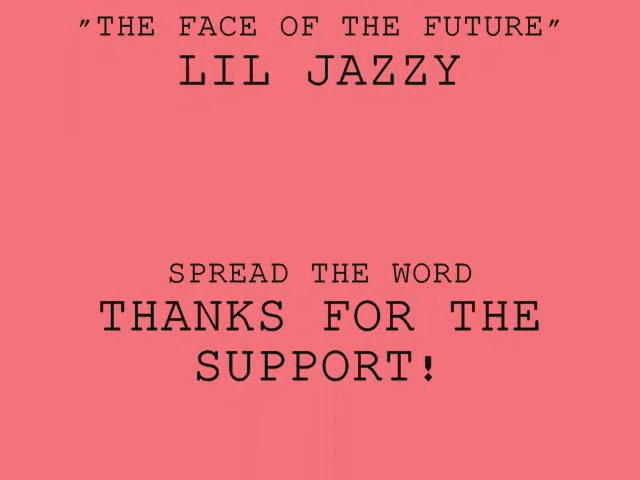 "THE FACE OF THE FUTURE"
LIL JAZZY
SPREAD THE WORD
THANKS FOR THE
SUPPORT!